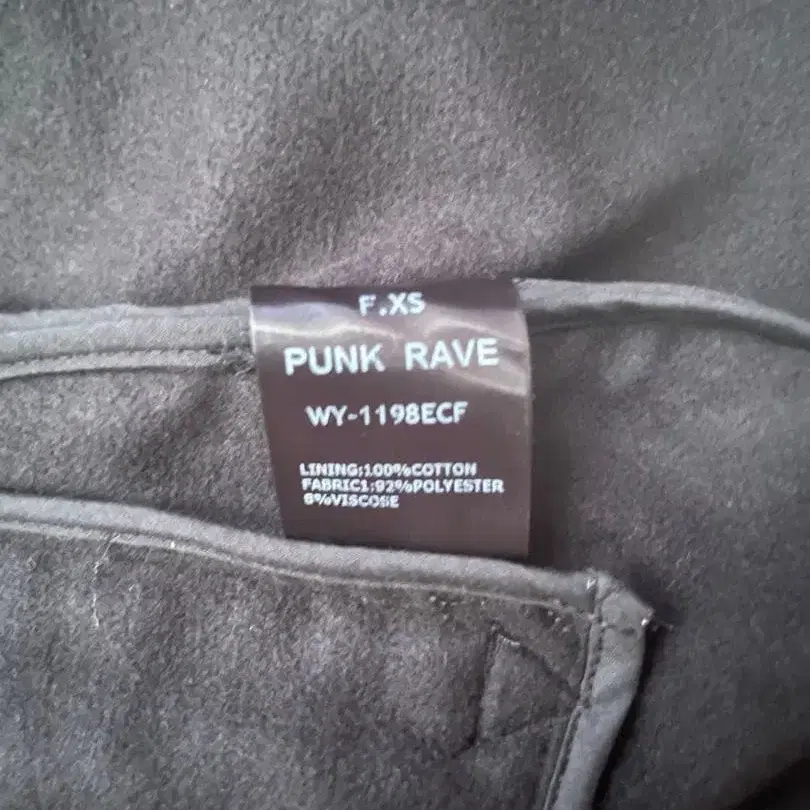 F.XS
PUNK RAVE
WY-1198ECF
LINING:100%COTTON
FABRIC1:92%POLYESTER
8%VISCOSE